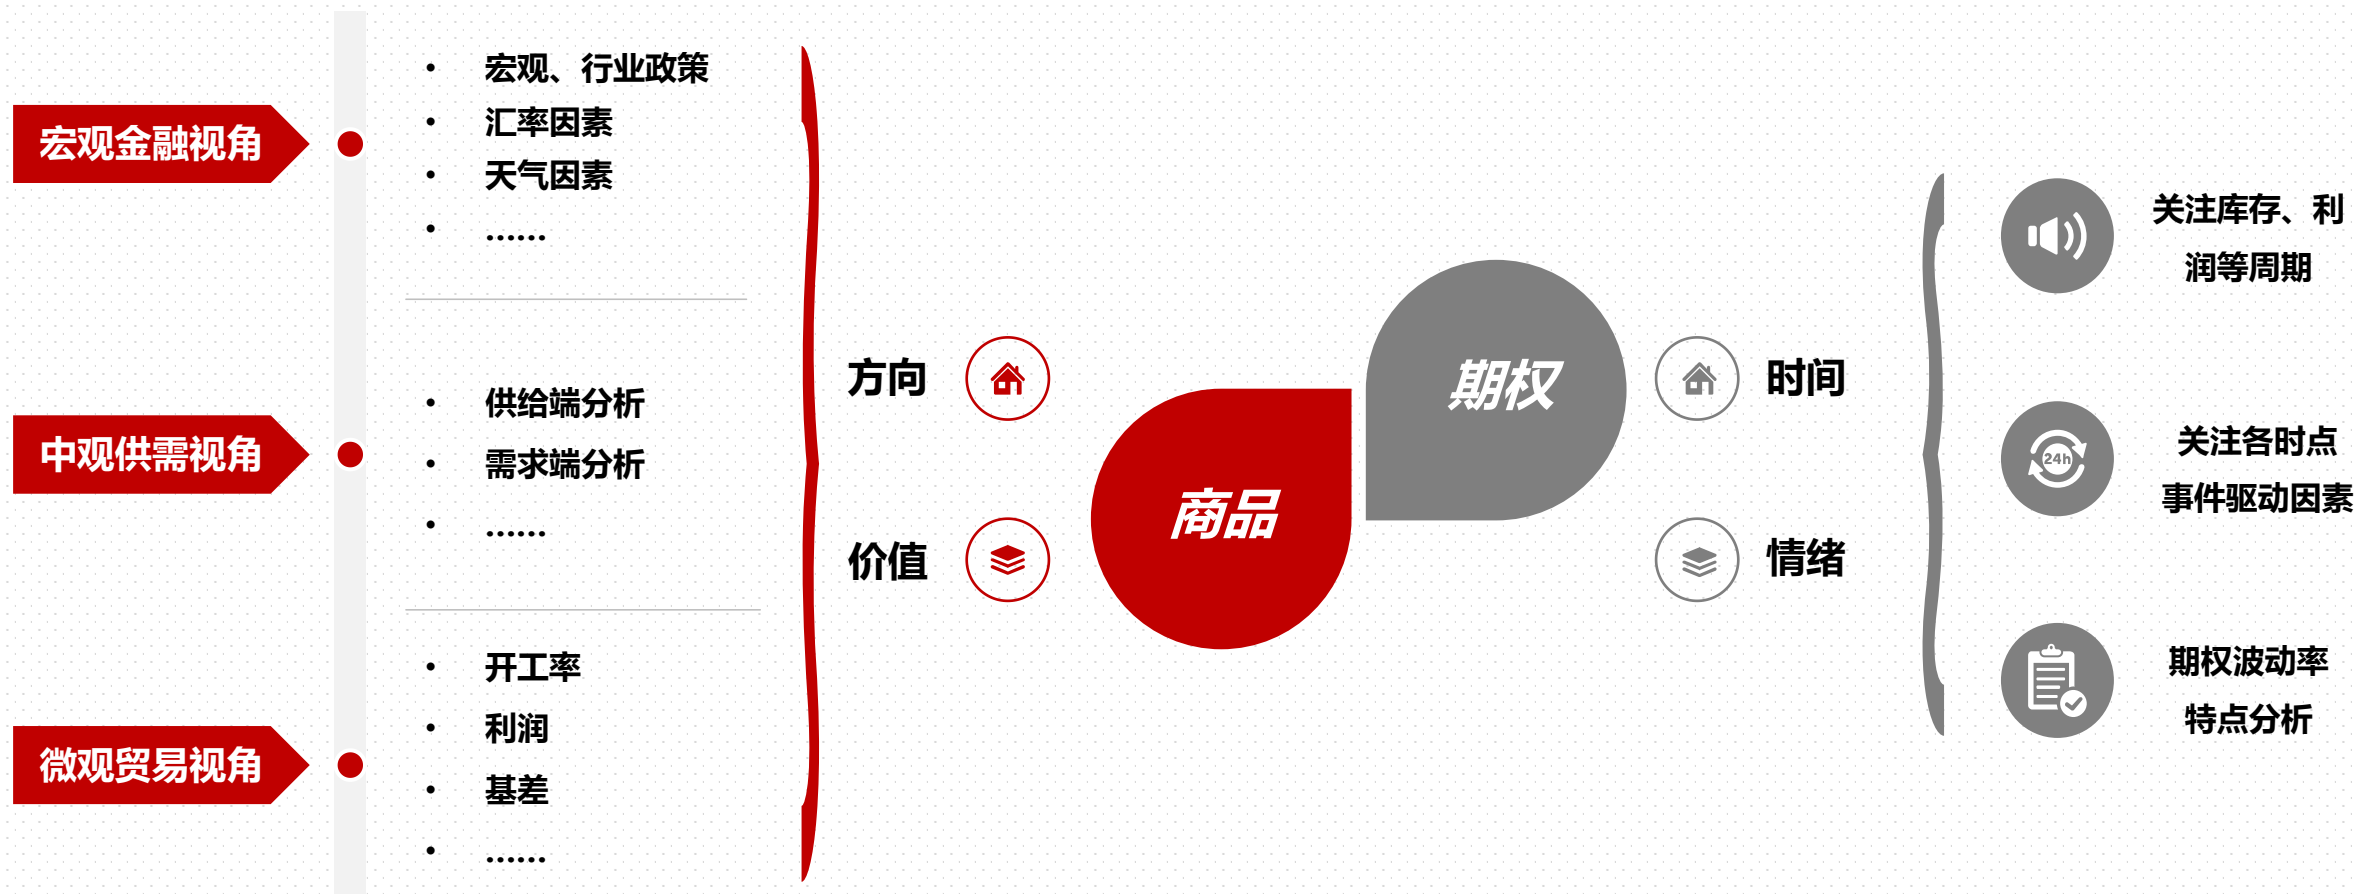 宏观金融视角
• 宏观、行业政策
• 汇率因素
• 天气因素
• ……
中观供需视角
• 供给端分析
• 需求端分析
• ……
微观贸易视角
• 开工率
• 利润
• 基差
• ……
方向
价值
商品
期权
时间
情绪
关注库存、利
润等周期
24h
关注各时点
事件驱动因素
期权波动率
特点分析